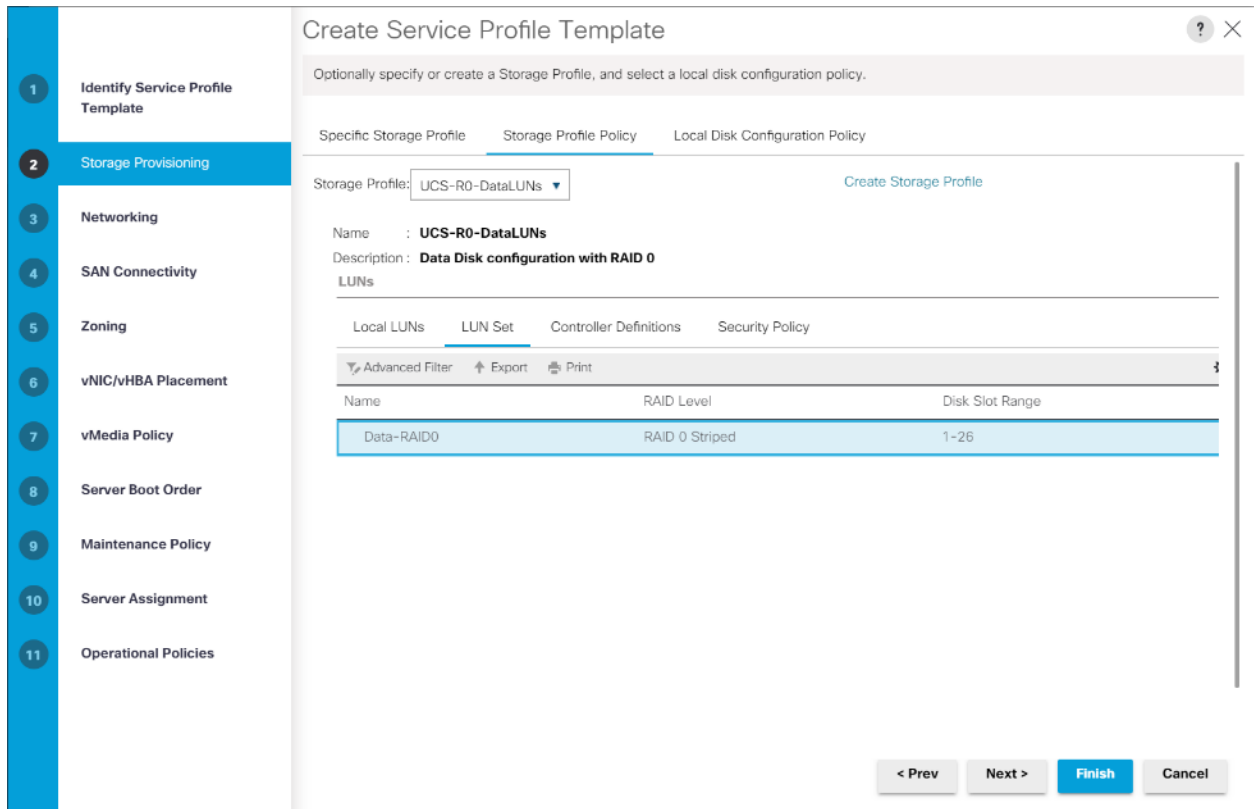 Create Service Profile Template
?
Optionally specify or create a Storage Profile, and select a local disk configuration policy.
1 Identify Service Profile
Template
2 Storage Provisioning
3 Networking
4 SAN Connectivity
5 Zoning
6 vNIC/vHBA Placement
7 vMedia Policy
8 Server Boot Order
9 Maintenance Policy
10 Server Assignment
11 Operational Policies
Specific Storage Profile Storage Profile Policy Local Disk Configuration Policy
Storage Profile: UCS-R0-DataLUNs Create Storage Profile
Name : UCS-R0-DataLUNs
Description : Data Disk configuration with RAID 0
LUNs
Local LUNs LUN Set Controller Definitions Security Policy
Advanced Filter Export Print
Name RAID Level Disk Slot Range
Data-RAID0 RAID 0 Striped 1-26
< Prev Next > Finish Cancel